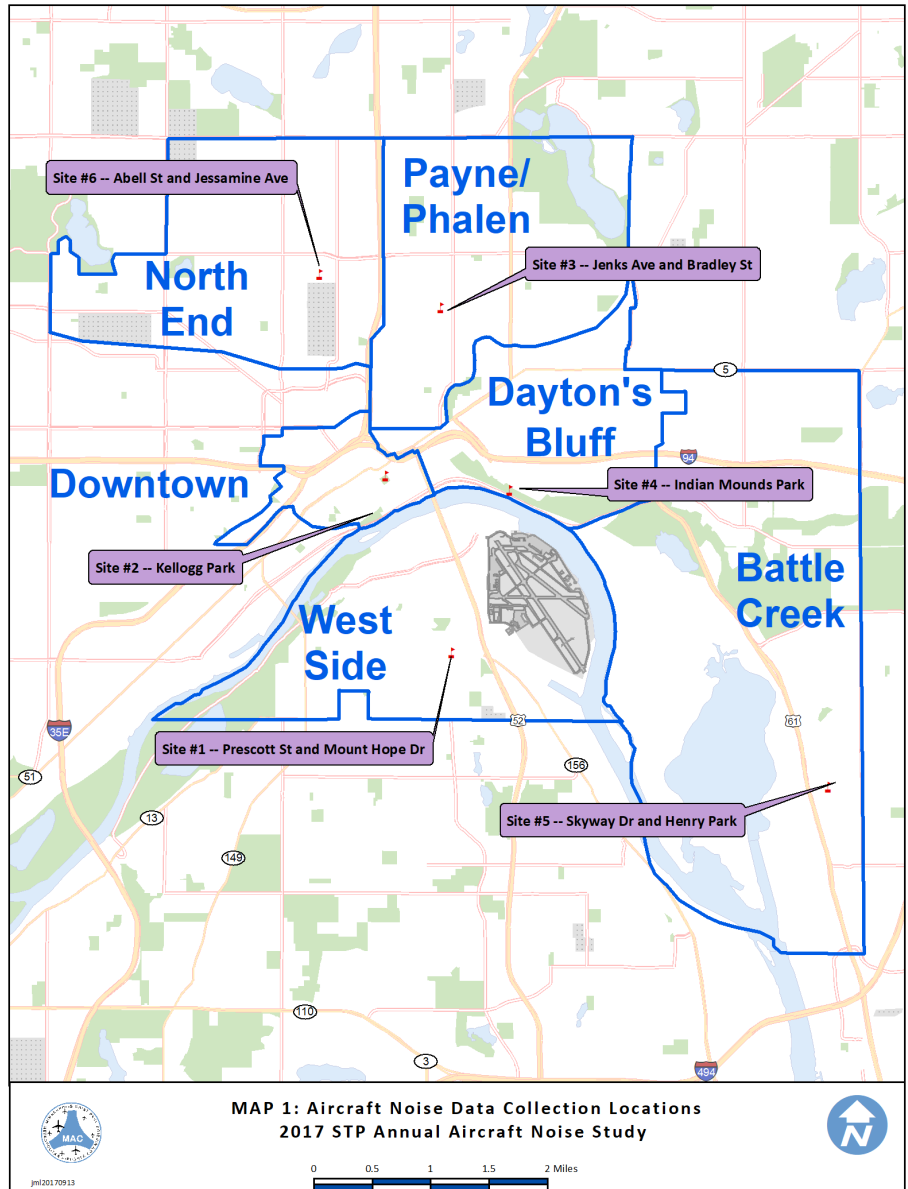 Site #6 -- Abell St and Jessamine Ave
Payne/
Phalen
Site #3 -- Jenks Ave and Bradley St
North
End
5
Dayton's
Bluff
94
Downtown
Site #4 -- Indian Mounds Park
Site #2 -- Kellogg Park
Battle
Creek
West
Side
52
61
35E
Site #1 -- Prescott St and Mount Hope Dr
156
51
13
Site #5 -- Skyway Dr and Henry Park
149
110
3
494
MAP 1: Aircraft Noise Data Collection Locations
2017 STP Annual Aircraft Noise Study
MAC
N
0 0.5 1 1.5 2 Miles
jml20170913